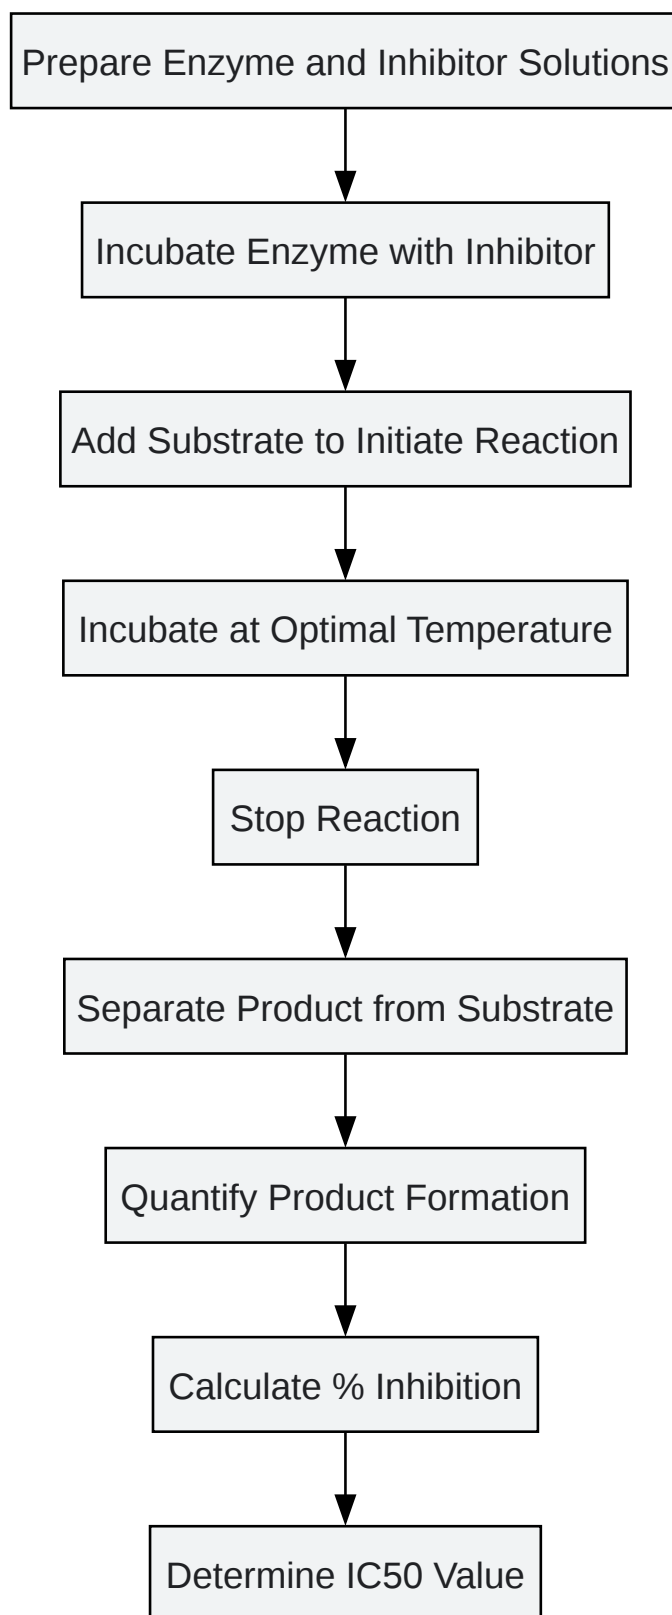 Prepare Enzyme and Inhibitor Solutions
Incubate Enzyme with Inhibitor
Add Substrate to Initiate Reaction
Incubate at Optimal Temperature
Stop Reaction
Separate Product from Substrate
Quantify Product Formation
Calculate % Inhibition
Determine IC50 Value